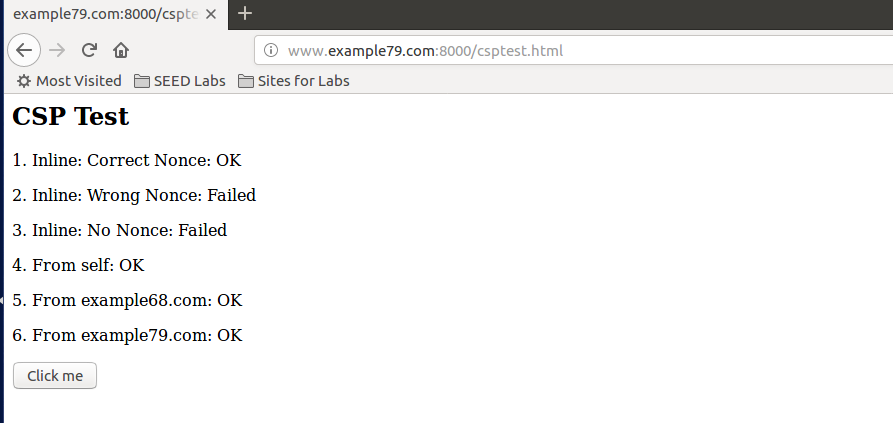 example79.com:8000/cspte
www.example79.com:8000/csptest.html
Most Visited SEED Labs Sites for Labs
CSP Test
1. Inline: Correct Nonce: OK
2. Inline: Wrong Nonce: Failed
3. Inline: No Nonce: Failed
4. From self: OK
5. From example68.com: OK
6. From example79.com: OK
Click me